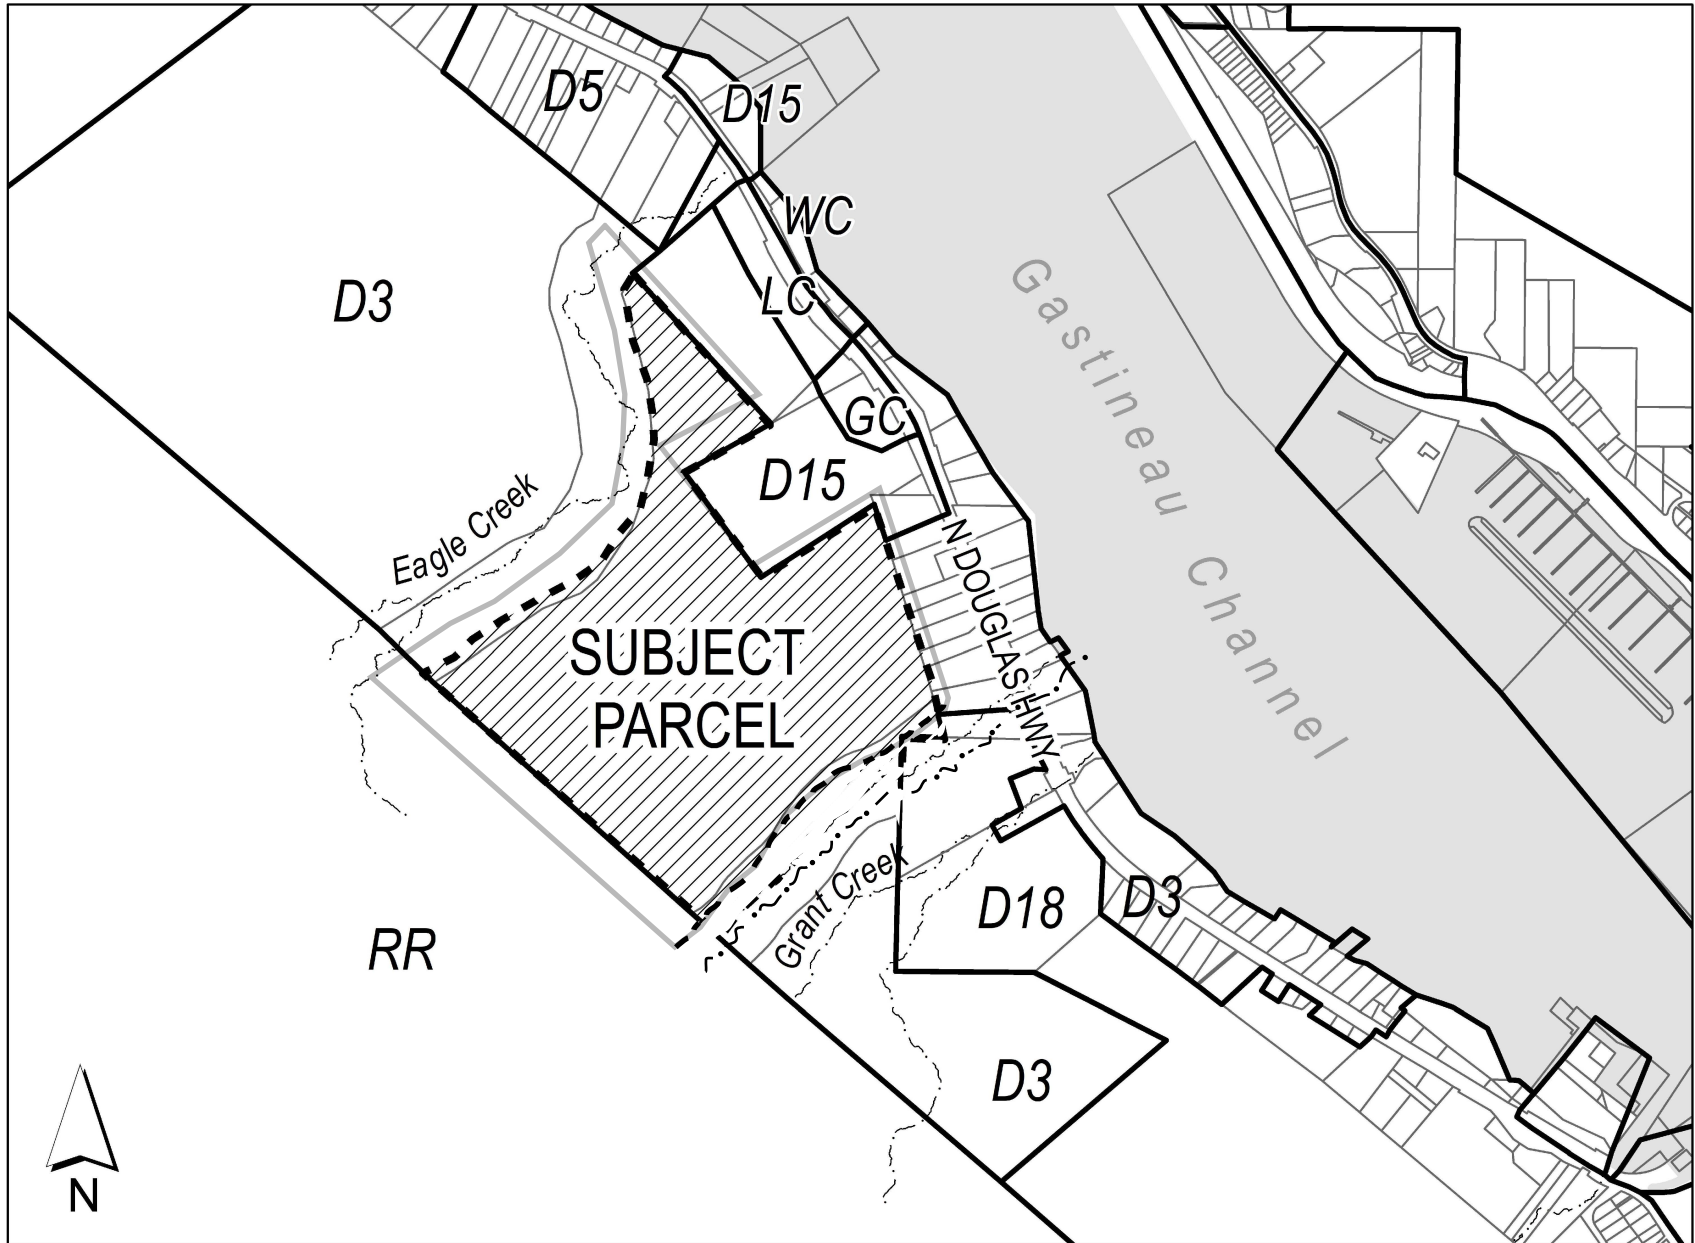 D5
D15
WC
D3
LC
Gastineau Channel
GC
D15
Eagle Creek
N DOUGLAS HWY
SUBJECT
PARCEL
Grant Creek
D18
D3
RR
D3
N